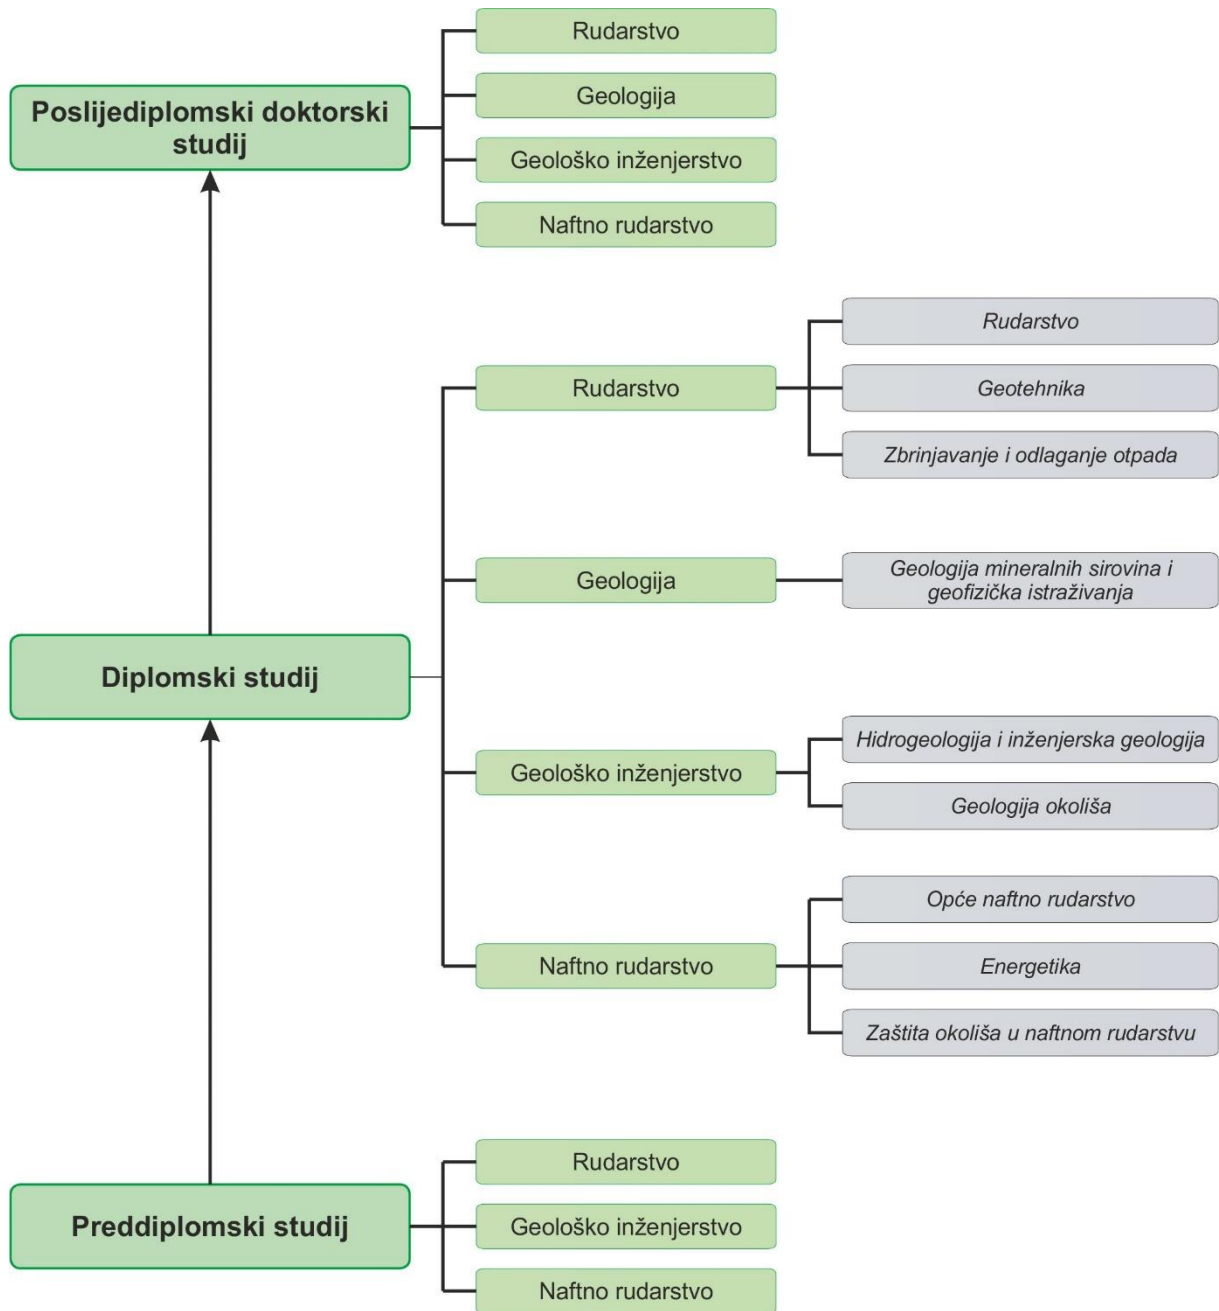 Poslijediplomski doktorski
studij
Rudarstvo
Geologija
Geološko inženjerstvo
Naftno rudarstvo
Diplomski studij
Rudarstvo
Rudarstvo
Geotehnika
Zbrinjavanje i odlaganje otpada
Geologija
Geologija mineralnih sirovina i
geofizička istraživanja
Geološko inženjerstvo
Hidrogeologija i inženjerska geologija
Geologija okoliša
Naftno rudarstvo
Opće naftno rudarstvo
Energetika
Zaštita okoliša u naftnom rudarstvu
Preddiplomski studij
Rudarstvo
Geološko inženjerstvo
Naftno rudarstvo